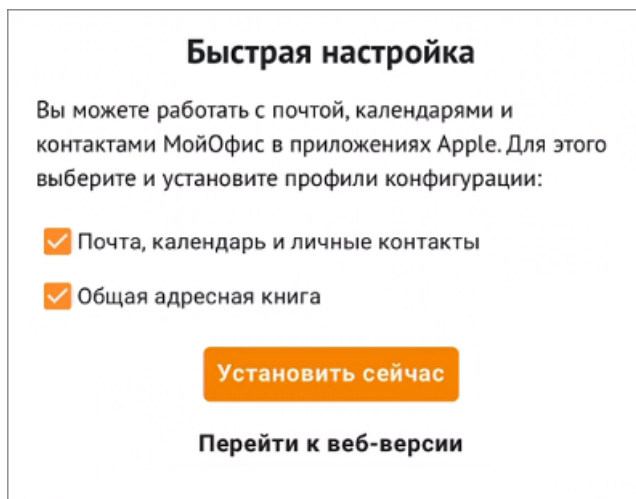 Быстрая настройка
Вы можете работать с почтой, календарями и
контактами МойОфис в приложениях Apple. Для этого
выберите и установите профили конфигурации:
Почта, календарь и личные контакты
Общая адресная книга
Установить сейчас
Перейти к веб-версии